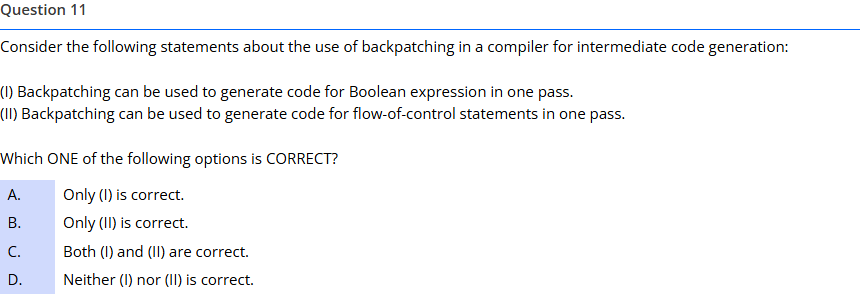 Question 11
Consider the following statements about the use of backpatching in a compiler for intermediate code generation:
(I) Backpatching can be used to generate code for Boolean expression in one pass.
(II) Backpatching can be used to generate code for flow-of-control statements in one pass.
Which ONE of the following options is CORRECT?
A. Only (I) is correct.
B. Only (II) is correct.
C. Both (I) and (II) are correct.
D. Neither (I) nor (II) is correct.